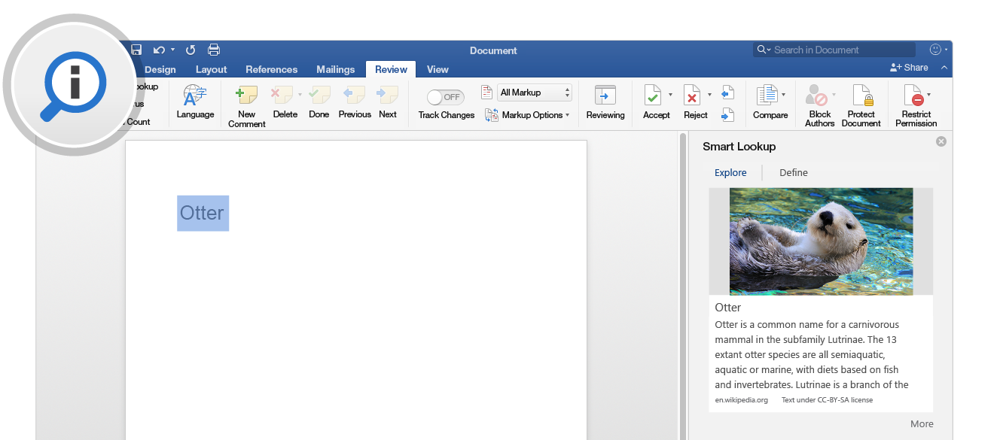 Document
Search in Document
Design Layout References Mailings Review View
Share
ookup
us
Count
Language
New
Comment
Delete
Done
Previous
Next
OFF
Track Changes
All Markup
Markup Options
Reviewing
Accept
Reject
Compare
Block
Authors
Protect
Document
Restrict
Permission
Otter
Smart Lookup
Explore Define
Otter
Otter is a common name for a carnivorous
mammal in the subfamily Lutrinae. The 13
extant otter species are all semiaquatic,
aquatic or marine, with diets based on fish
and invertebrates. Lutrinae is a branch of the
en.wikipedia.org Text under CC-BY-SA license
More